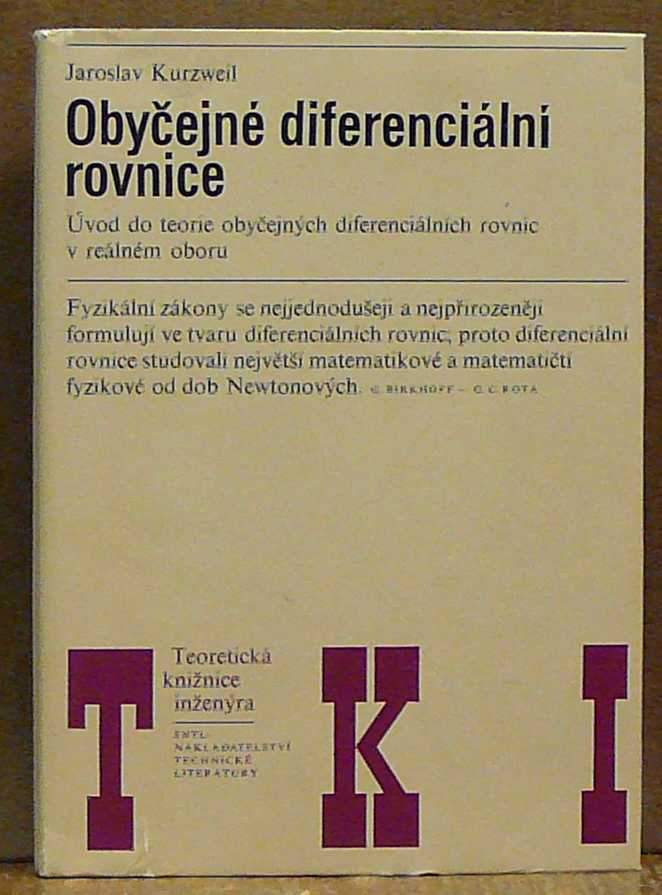 Jaroslav Kurzweil
Obyčejné diferenciální
rovnice
Úvod do teorie obyčejných diferenciálních rovnic
v reálném oboru
Fyzikální zákony se nejjednodušeji a nejpřirozeněji
formulují ve tvaru diferenciálních rovnic, proto diferenciální
rovnice studovali největší matematikové a matematičtí
fyzikové od dob Newtonových. G. BIRKHOFF – G. C. ROTA
Teoretická
knižnice
inženýra
SNTL
NAKLADATELSTVÍ
TECHNICKÉ
LITERATURY
T K I